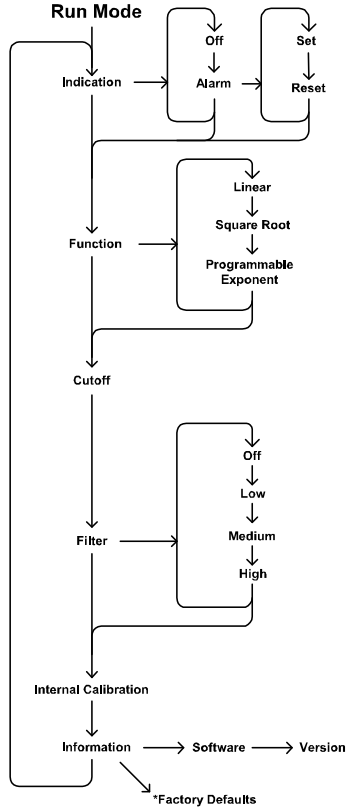 Run Mode
Off
Set
Indication
Alarm
Reset
Linear
Function
Square Root
Programmable
Exponent
Cutoff
Off
Low
Filter
Medium
High
Internal Calibration
Information
Software
Version
*Factory Defaults